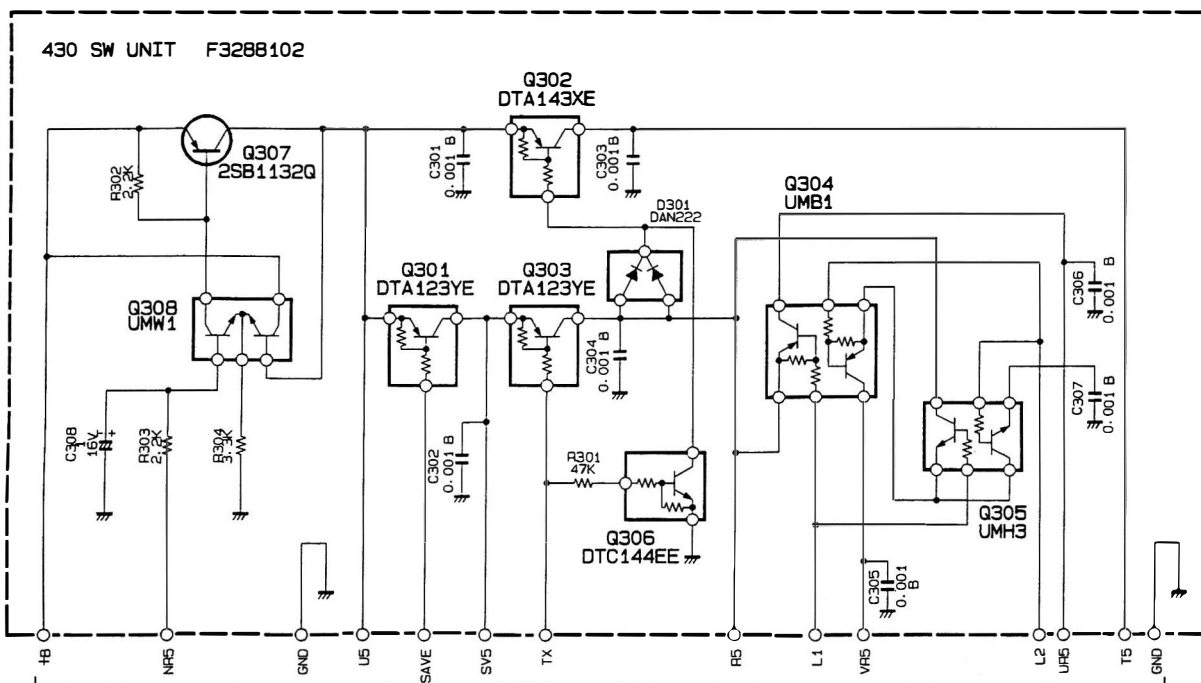 430 SW UNIT F3288102
Q302
DTA143XE
Q307
2SB1132Q
R302
2.2K
C301
0.001 B
C303
0.001 B
D301
DAN222
Q304
UMB1
Q301
DTA123YE
Q303
DTA123YE
C306
0.001 B
Q308
UMW1
C304
0.001 B
C307
0.001 B
C308
1
16V
+
R303
2.2K
R304
3.3K
C302
0.001 B
R301
47K
Q306
DTC144EE
Q305
UMH3
C305
0.001
B
+B
NR5
GND
U5
SAVE
SV5
TX
R5
L1
VR5
L2
UR5
T5
GND